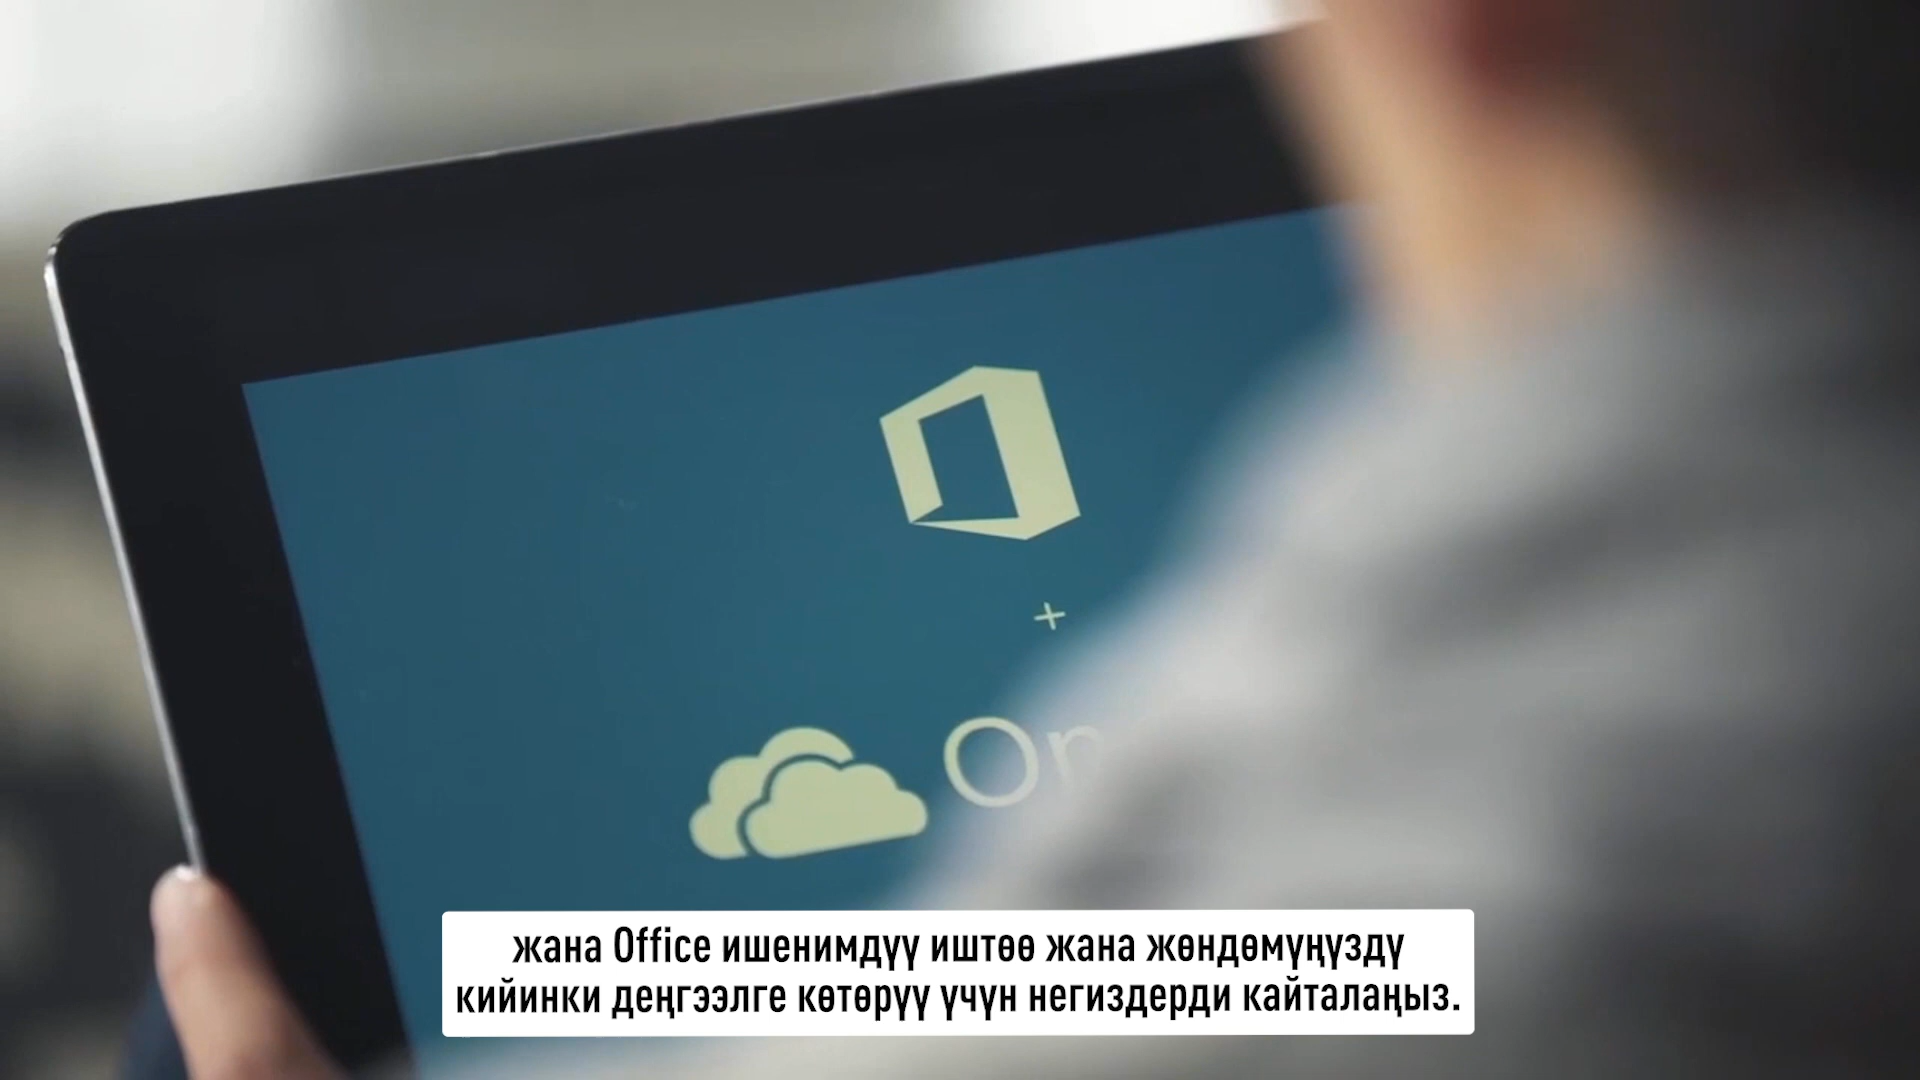 +
жана Office ишенимдүү иштөө жана жөндөмүңүздү
кийинки деңгээлге көтөрүү үчүн негиздерди кайталаңыз.